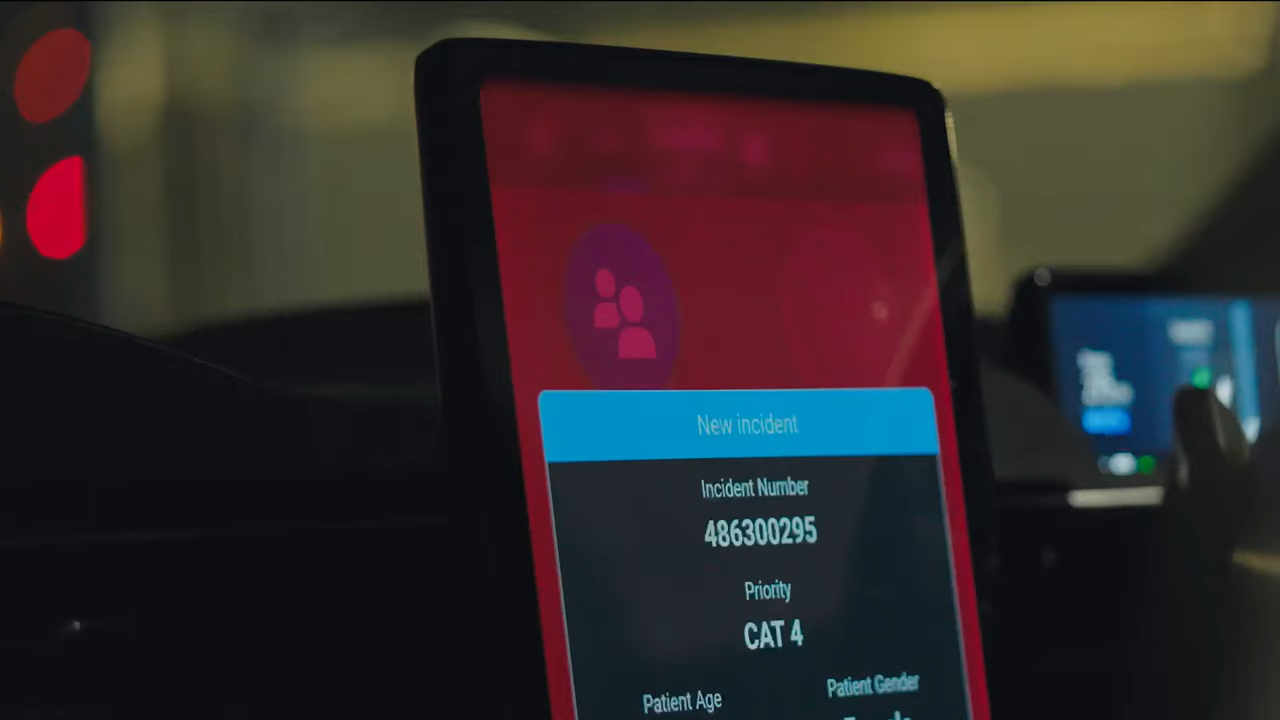 New incident
Incident Number
486300295
Priority
CAT 4
Patient Age
Patient Gender